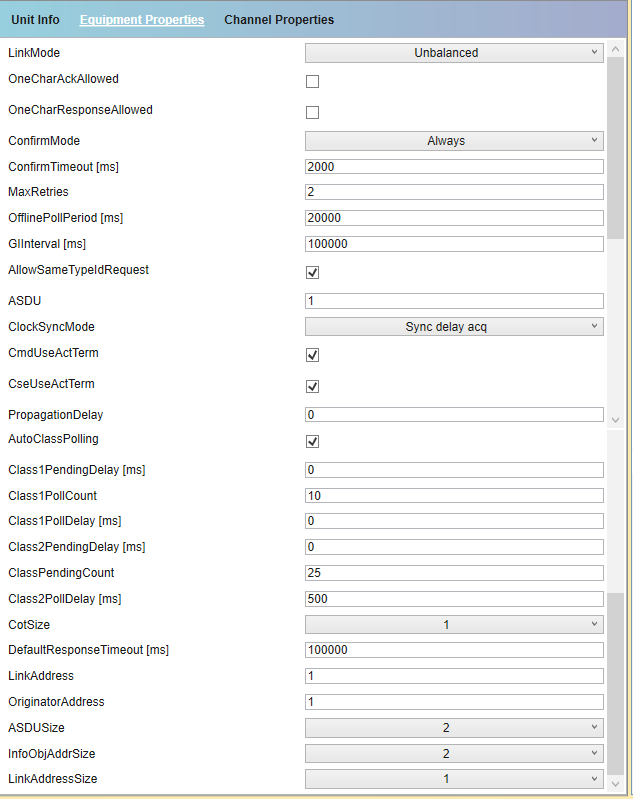 Unit Info Equipment Properties Channel Properties
LinkMode Unbalanced
OneCharAckAllowed
OneCharResponseAllowed
ConfirmMode Always
ConfirmTimeout [ms] 2000
MaxRetries 2
OfflinePollPeriod [ms] 20000
GIInterval [ms] 100000
AllowSameTypeIdRequest
ASDU 1
ClockSyncMode Sync delay acq
CmdUseActTerm
CseUseActTerm
PropagationDelay 0
AutoClassPolling
Class1PendingDelay [ms] 0
Class1PollCount 10
Class1PollDelay [ms] 0
Class2PendingDelay [ms] 0
ClassPendingCount 25
Class2PollDelay [ms] 500
CotSize 1
DefaultResponseTimeout [ms] 100000
LinkAddress 1
OriginatorAddress 1
ASDUSize 2
InfoObjAddrSize 2
LinkAddressSize 1